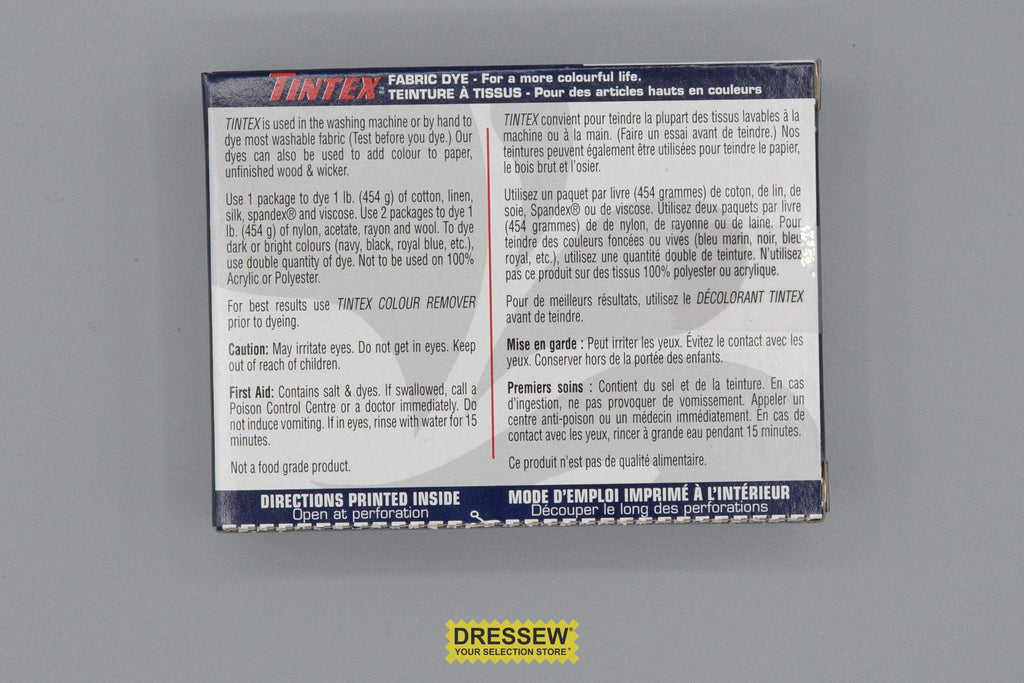 TINTEX FABRIC DYE - For a more colourful life.
TEINTURE À TISSUS - Pour des articles hauts en couleurs
TINTEX is used in the washing machine or by hand to
dye most washable fabric (Test before you dye.) Our
dyes can also be used to add colour to paper,
unfinished wood & wicker.
Use 1 package to dye 1 lb. (454 g) of cotton, linen,
silk, spandex® and viscose. Use 2 packages to dye 1
lb. (454 g) of nylon, acetate, rayon and wool. To dye
dark or bright colours (navy, black, royal blue, etc.),
use double quantity of dye. Not to be used on 100%
Acrylic or Polyester.
For best results use TINTEX COLOUR REMOVER
prior to dyeing.
Caution: May irritate eyes. Do not get in eyes. Keep
out of reach of children.
First Aid: Contains salt & dyes. If swallowed, call a
Poison Control Centre or a doctor immediately. Do
not induce vomiting. If in eyes, rinse with water for 15
minutes.
Not a food grade product.
TINTEX convient pour teindre la plupart des tissus lavables à la
machine ou à la main. (Faire un essai avant de teindre.) Nos
teintures peuvent également être utilisées pour teindre le papier,
le bois brut et l'osier.
Utilisez un paquet par livre (454 grammes) de coton, de lin, de
soie, Spandex® ou de viscose. Utilisez deux paquets par livre
(454 grammes) de de nylon, de rayonne ou de laine. Pour
teindre des couleurs foncées ou vives (bleu marin, noir, bleu
royal, etc.), utilisez une quantité double de teinture. N'utilisez
pas ce produit sur des tissus 100% polyester ou acrylique.
Pour de meilleurs résultats, utilisez le DÉCOLORANT TINTEX
avant de teindre.
Mise en garde : Peut irriter les yeux. Évitez le contact avec les
yeux. Conserver hors de la portée des enfants.
Premiers soins : Contient du sel et de la teinture. En cas
d'ingestion, ne pas provoquer de vomissement. Appeler un
centre anti-poison ou un médecin immédiatement. En cas de
contact avec les yeux, rincer à grande eau pendant 15 minutes.
Ce produit n'est pas de qualité alimentaire.
DIRECTIONS PRINTED INSIDE
Open at perforation
MODE D'EMPLOI IMPRIMÉ À L'INTÉRIEUR
Découper le long des perforations
DRESSEW®
YOUR SELECTION STORE®